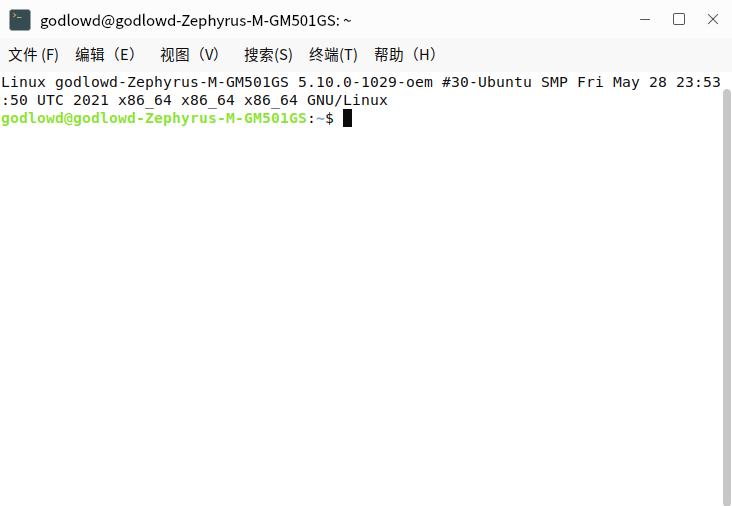 godlowd@godlowd-Zephyrus-M-GM501GS: ~
文件 (F) 编辑（E） 视图（V） 搜索(S) 终端(T) 帮助（H）
Linux godlowd-Zephyrus-M-GM501GS 5.10.0-1029-oem #30-Ubuntu SMP Fri May 28 23:53
:50 UTC 2021 x86_64 x86_64 x86_64 GNU/Linux
godlowd@godlowd-Zephyrus-M-GM501GS:~$